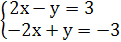 2x − y = 3
−2x + y = −3